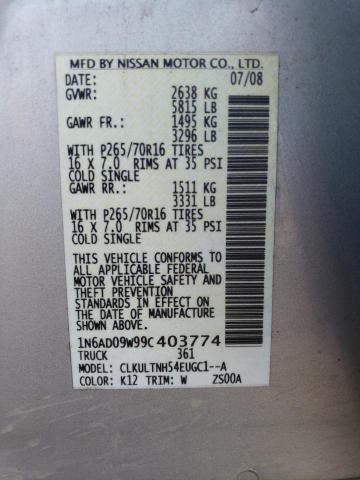 MFD BY NISSAN MOTOR CO., LTD.
DATE: 07/08
GVWR: 2638 KG
5815 LB
GAWR FR.: 1495 KG
3296 LB
WITH P265/70R16 TIRES
16 X 7.0 RIMS AT 35 PSI
COLD SINGLE
GAWR RR.: 1511 KG
3331 LB
WITH P265/70R16 TIRES
16 X 7.0 RIMS AT 35 PSI
COLD SINGLE
THIS VEHICLE CONFORMS TO
ALL APPLICABLE FEDERAL
MOTOR VEHICLE SAFETY AND
THEFT PREVENTION
STANDARDS IN EFFECT ON
THE DATE OF MANUFACTURE
SHOWN ABOVE.
1N6AD09W99C403774
TRUCK 361
MODEL: CLKULTNH54EUGC1--A
COLOR: K12 TRIM: W ZS00A